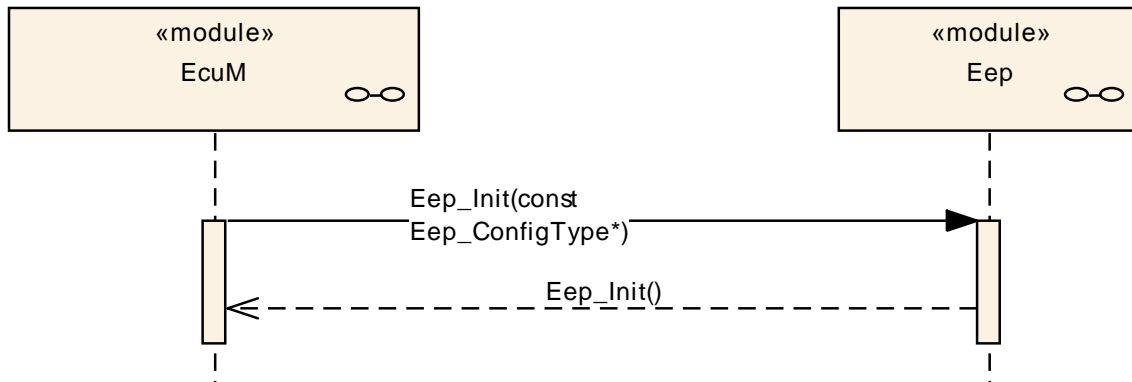 «module»
EcuM
«module»
Eep
Eep_Init(const
Eep_ConfigType*)
Eep_Init()